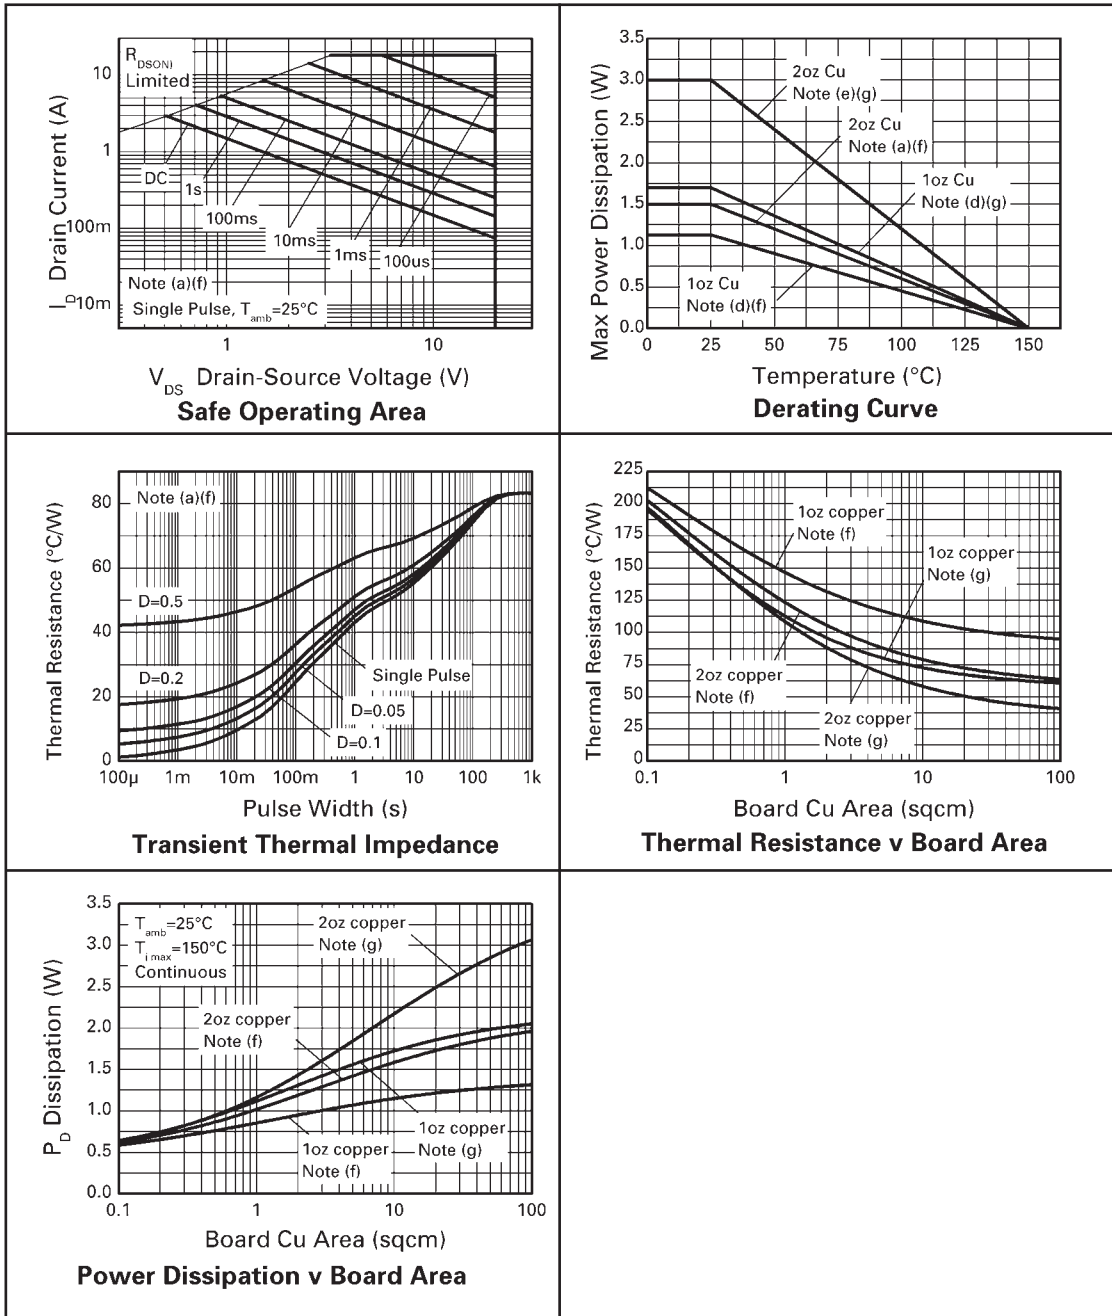 R DSON)
Limited
10
1
100m
10m
I D Drain Current (A)
DC
1s
100ms
10ms
1ms
100us
Note (a)(f)
Single Pulse, T amb =25°C
1
10
V DS Drain-Source Voltage (V)
Safe Operating Area
3.5
3.0
2.5
2.0
1.5
1.0
0.5
0.0
Max Power Dissipation (W)
2oz Cu
Note (e)(g)
2oz Cu
Note (a)(f)
1oz Cu
Note (d)(g)
1oz Cu
Note (d)(f)
0 25 50 75 100 125 150
Temperature (°C)
Derating Curve
80
60
40
20
0
Thermal Resistance (°C/W)
Note (a)(f)
D=0.5
D=0.2
Single Pulse
D=0.05
D=0.1
100µ 1m 10m 100m 1 10 100 1k
Pulse Width (s)
Transient Thermal Impedance
225
200
175
150
125
100
75
50
25
0
Thermal Resistance (°C/W)
1oz copper
Note (f)
1oz copper
Note (g)
2oz copper
Note (f)
2oz copper
Note (g)
0.1 1 10 100
Board Cu Area (sqcm)
Thermal Resistance v Board Area
3.5
3.0
2.5
2.0
1.5
1.0
0.5
0.0
P D Dissipation (W)
T amb =25°C
T j max =150°C
Continuous
2oz copper
Note (g)
2oz copper
Note (f)
1oz copper
Note (g)
1oz copper
Note (f)
0.1 1 10 100
Board Cu Area (sqcm)
Power Dissipation v Board Area